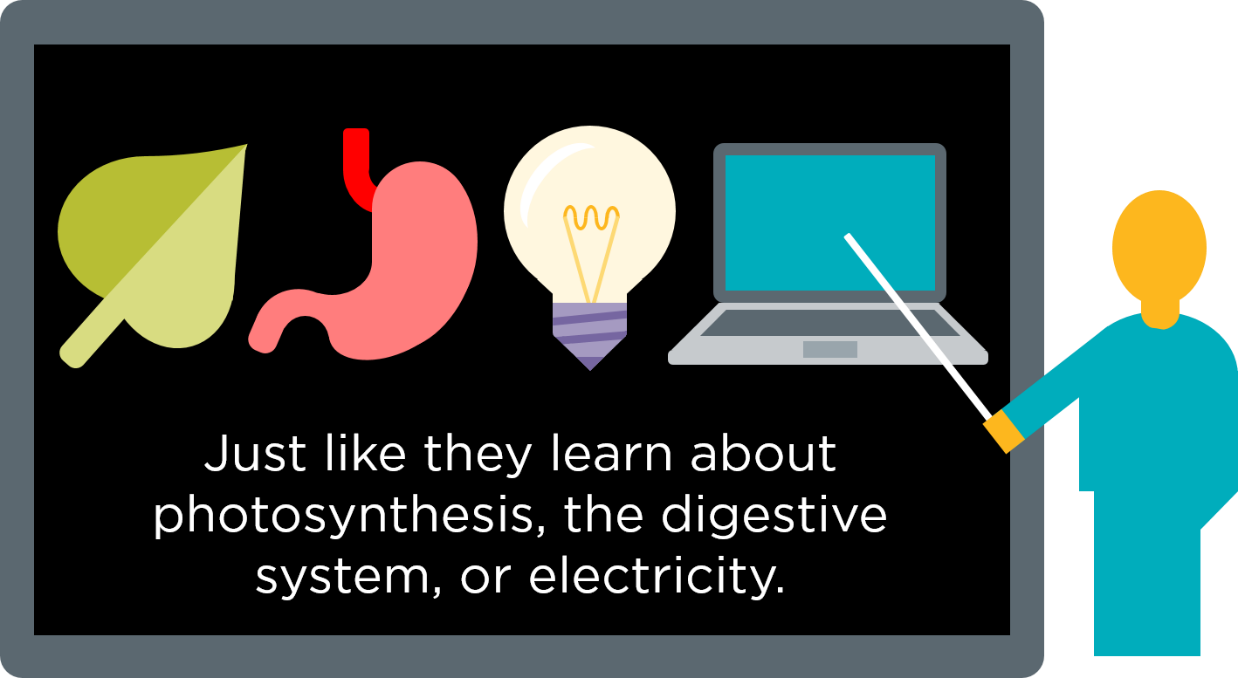 Just like they learn about
photosynthesis, the digestive
system, or electricity.